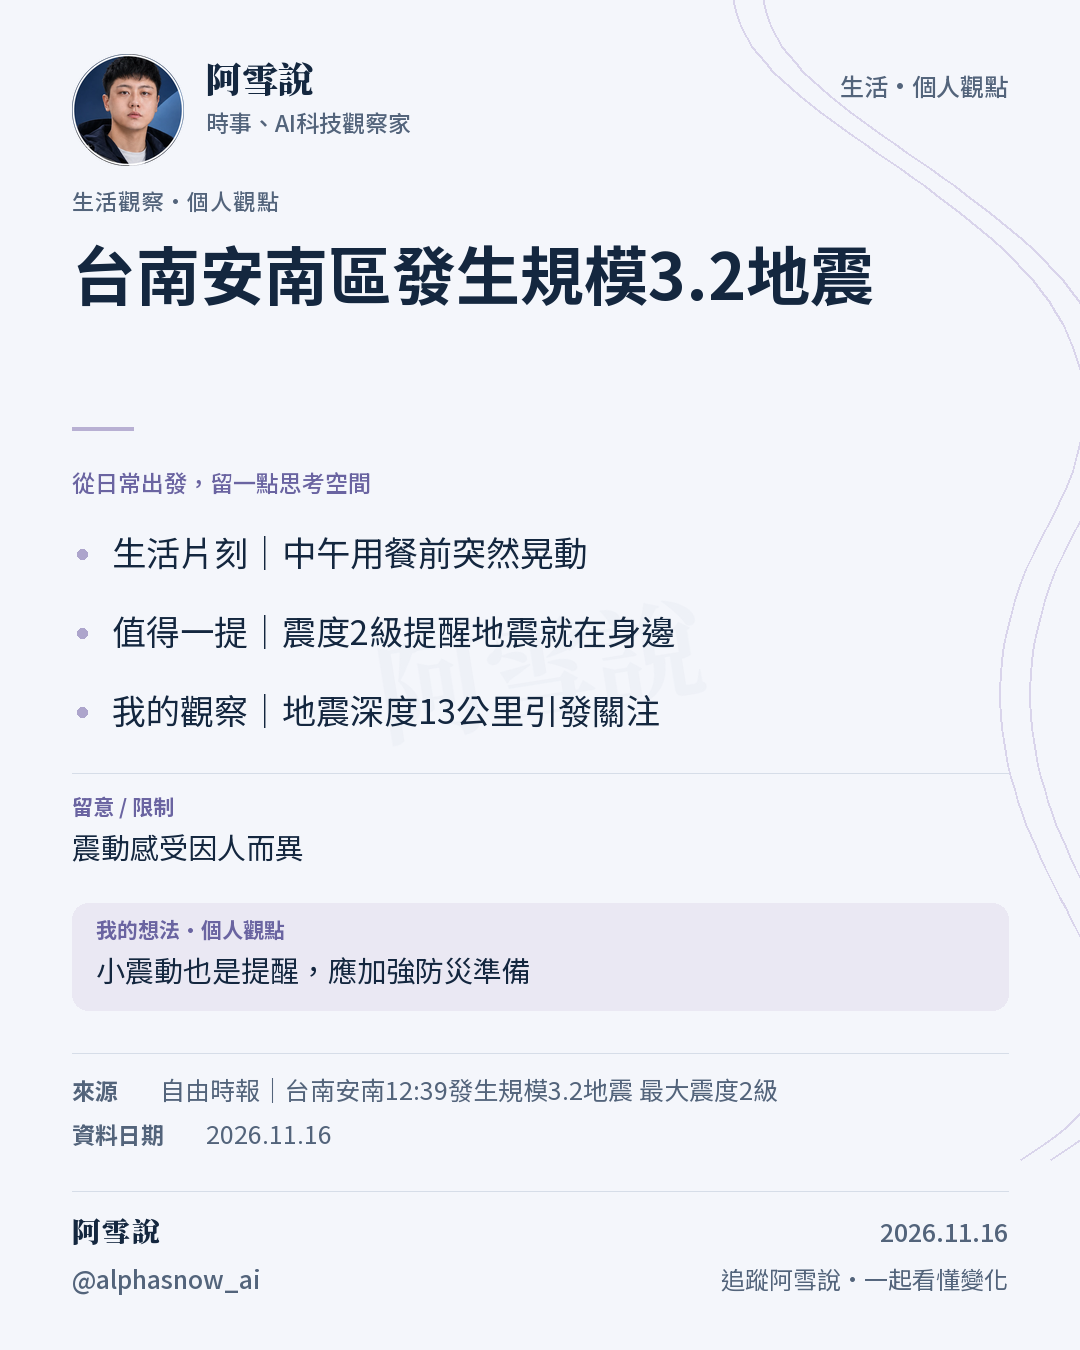 阿雪說
時事、AI科技觀察家
生活・個人觀點
生活觀察・個人觀點
台南安南區發生規模3.2地震
從日常出發，留一點思考空間
生活片刻｜中午用餐前突然晃動
值得一提｜震度2級提醒地震就在身邊
我的觀察｜地震深度13公里引發關注
阿雪說
留意 / 限制
震動感受因人而異
我的想法・個人觀點
小震動也是提醒，應加強防災準備
來源 自由時報｜台南安南12:39發生規模3.2地震 最大震度2級
資料日期 2026.11.16
阿雪說
2026.11.16
@alphasnow_ai
追蹤阿雪說・一起看懂變化